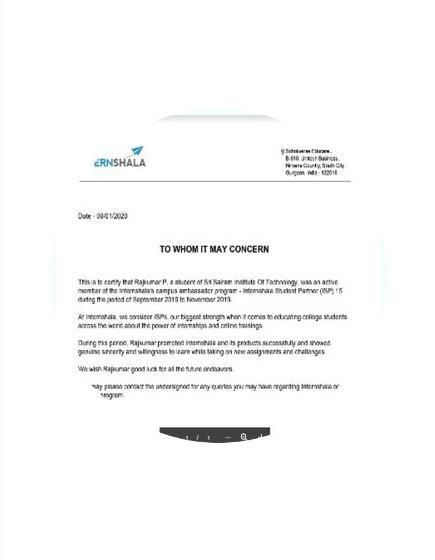 ERNSHALA
Scholiverse Educare
B-910, Unitech Business
Nirvana Country, South City
Gurgaon, India - 122018
Date - 09/01/2020
TO WHOM IT MAY CONCERN
This is to certify that Rajkumar P, a student of Sri Sairam Institute Of Technology, was an active
member of the Internshala's campus ambassador program - Internshala Student Partner (ISP) 15
during the period of September 2019 to November 2019.
At Internshala, we consider ISPs, our biggest strength when it comes to educating college students
across the world about the power of internships and online trainings.
During this period, Rajkumar promoted Internshala and its products successfully and showed
genuine sincerity and willingness to learn while taking on new assignments and challenges.
We wish Rajkumar good luck for all the future endeavors.
may please contact the undersigned for any queries you may have regarding Internshala or
program.
1 / 1